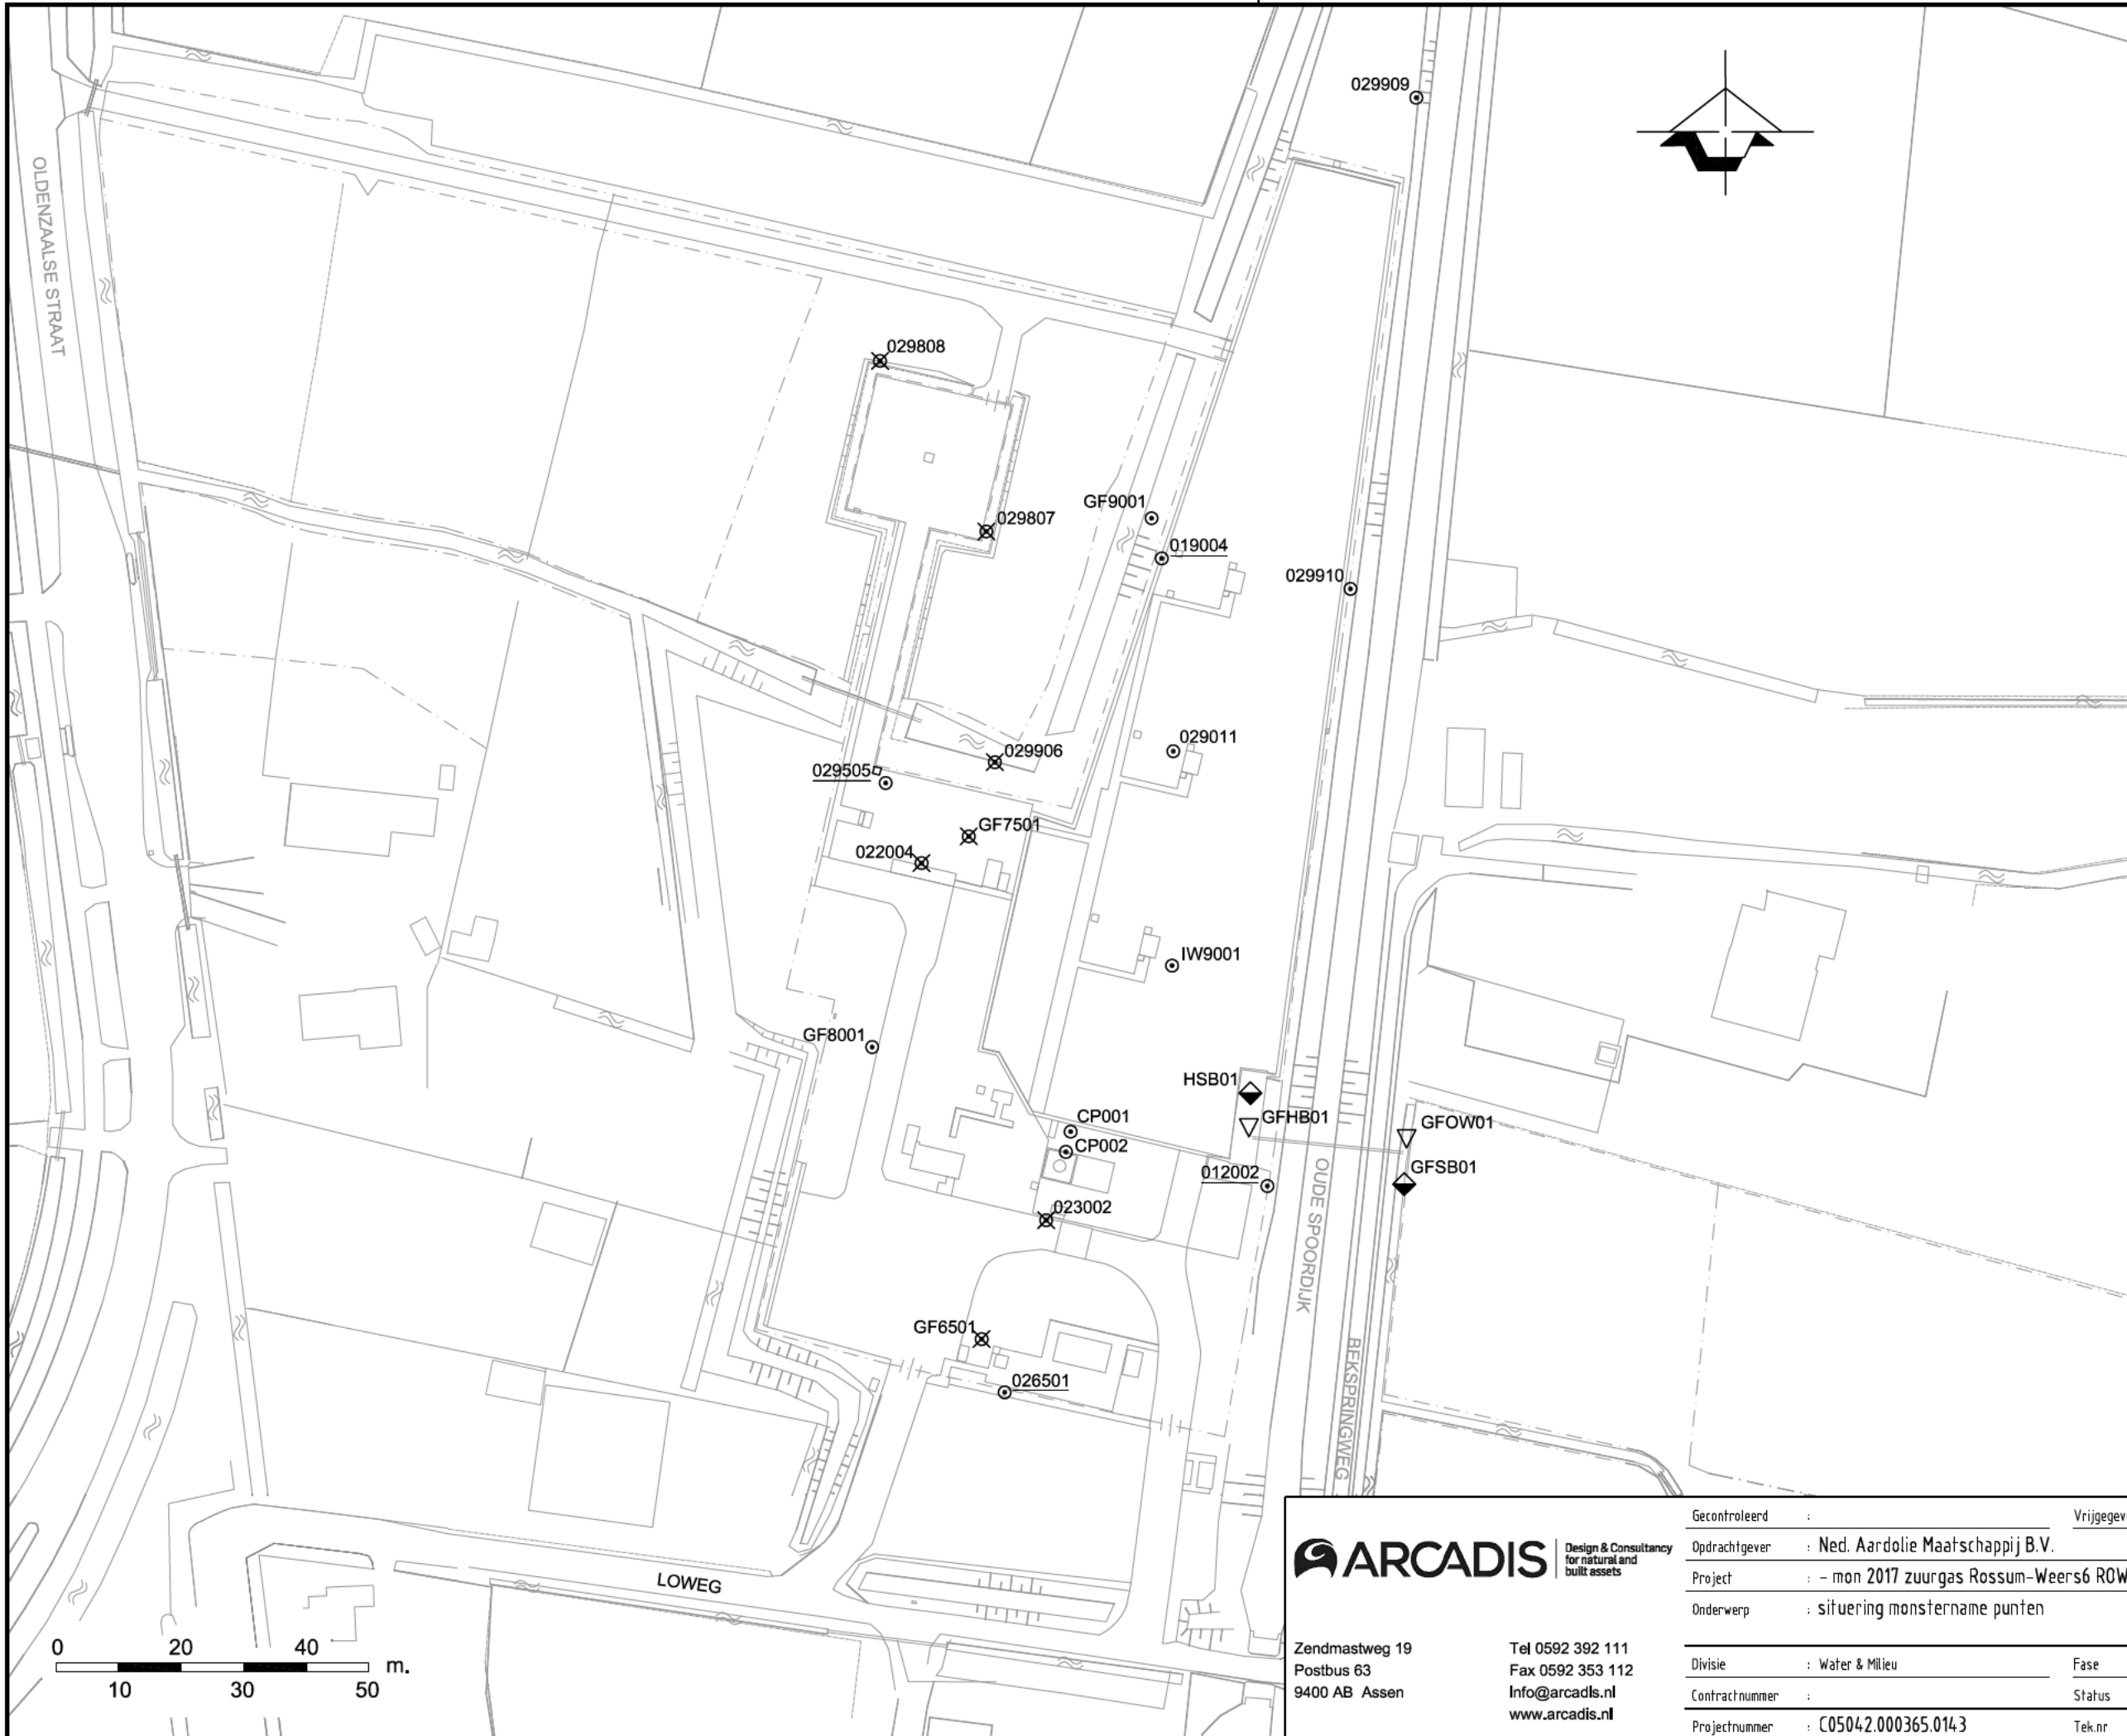 029909
OLDENZAALSE STRAAT
029808
GF9001
029807
019004
029910
029011
029906
029505
GF7501
022004
IW9001
GF8001
HSB01
GFHB01
CP001
GFOW01
CP002
GFSB01
012002
023002
OUDE SPOORDIJK
GF6501
BEKSPRINGWEG
026501
LOWEG
0 20 40
m.
10 30 50
ARCADIS
Design & Consultancy
for natural and
built assets
Zendmastweg 19
Postbus 63
9400 AB Assen
Tel 0592 392 111
Fax 0592 353 112
Info@arcadis.nl
www.arcadis.nl
Gecontroleerd : Vrijgegev
Opdrachtgever : Ned. Aardolie Maatschappij B.V.
Project : - mon 2017 zuurgas Rossum-Weers6 ROW
Onderwerp : situering monstername punten
Divisie : Water & Milieu Fase
Contractnummer : Status
Projectnummer : C05042.000365.0143 Tek.nr